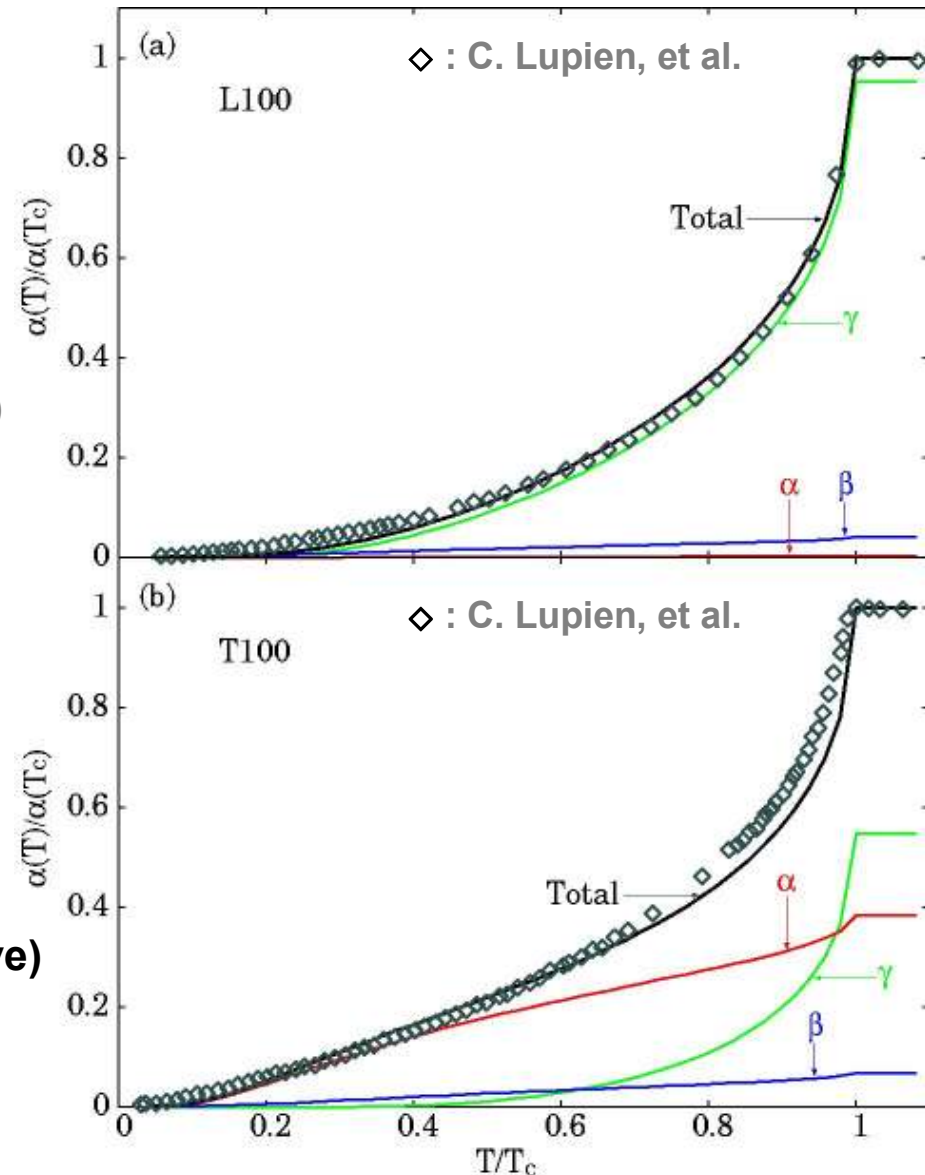 (a)
◇ : C. Lupien, et al.
L100
1
0.8
0.6
0.4
0.2
0
α(T)/α(Tc)
Total
γ
α
β
)
(b)
◇ : C. Lupien, et al.
T100
1
0.8
0.6
0.4
0.2
0
α(T)/α(Tc)
Total
α
γ
β
ve)
0 0.2 0.4 0.6 0.8 1
T/Tc